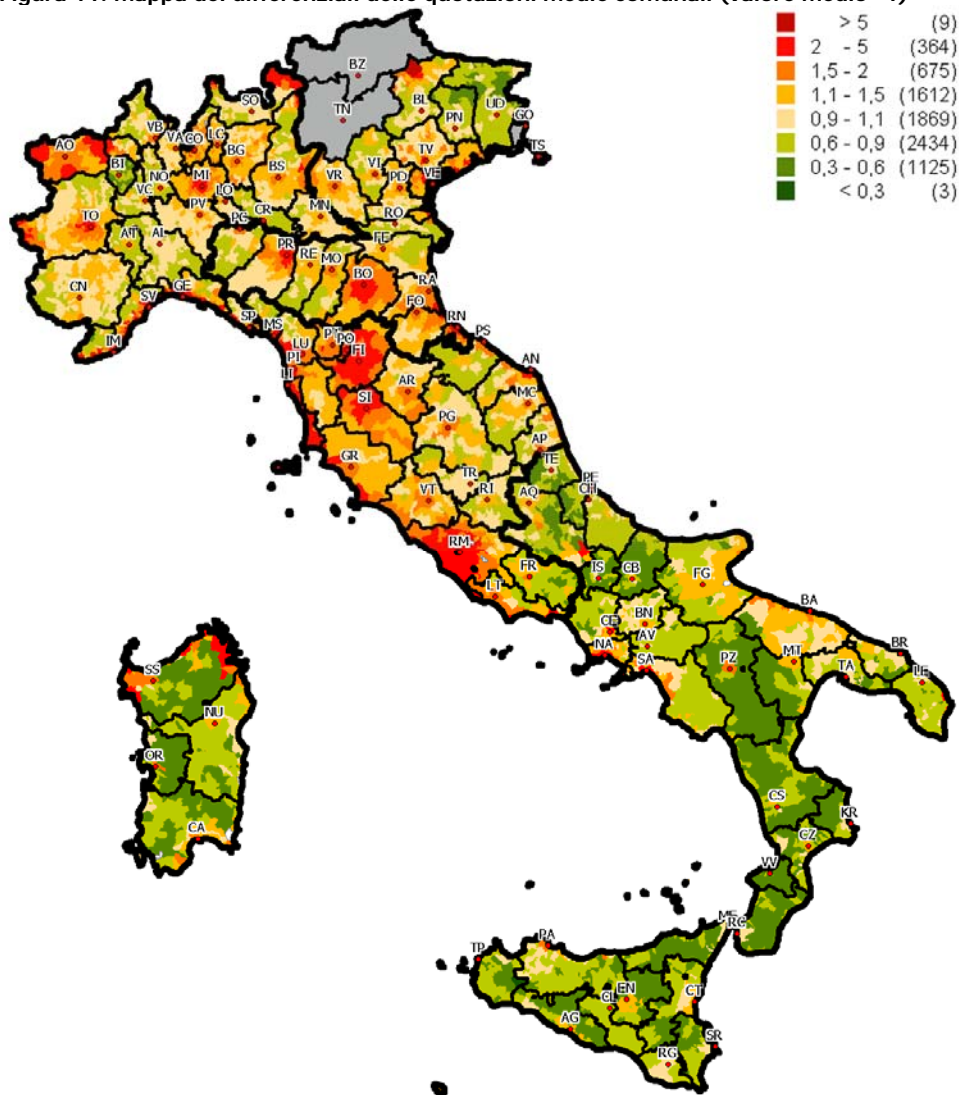 > 5 (9)
2 - 5 (364)
1,5 - 2 (675)
1,1 - 1,5 (1612)
0,9 - 1,1 (1869)
0,6 - 0,9 (2434)
0,3 - 0,6 (1125)
< 0,3 (3)
BZ
TN
SO
BL
UD
PN
GO
TS
VB
VA
CO
LC
BG
AO
BI
NO
MI
BS
VI
TV
VR
PD
VE
VC
LO
TO
PV
CR
MN
RO
AT
AL
PC
FE
PR
RE
MO
BO
RA
CN
SV
GE
FO
IM
SP
MS
RN
PS
LU
PO
PI
FI
LI
AR
AN
SI
MC
PG
GR
AP
TE
TR
RI
VT
AQ
PE
CH
RM
FR
IS
CB
FG
LT
BN
BA
CE
AV
NA
SA
PZ
MT
TA
BR
LE
SS
NU
OR
CA
CS
KR
CZ
VV
ME
RC
TP
PA
EN
CL
CT
AG
SR
RG